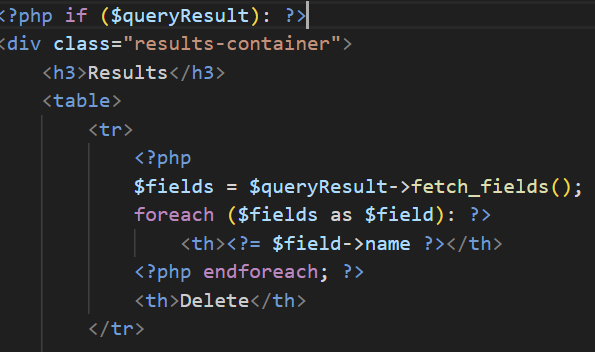 <?php if ($queryResult): ?>
<div class="results-container">
<h3>Results</h3>
<table>
<tr>
<?php
$fields = $queryResult->fetch_fields();
foreach ($fields as $field): ?>
<th><?= $field->name ?></th>
<?php endforeach; ?>
<th>Delete</th>
</tr>